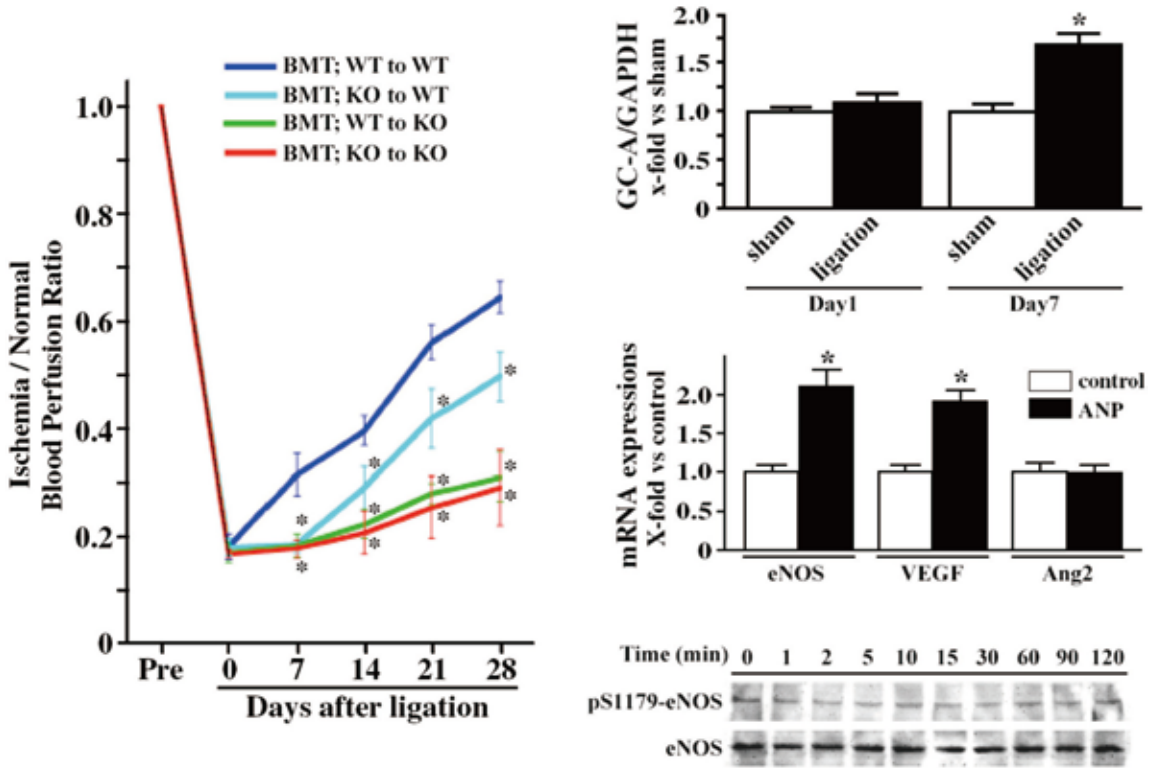 BMT; WT to WT
BMT; KO to WT
BMT; WT to KO
BMT; KO to KO
Ischemia / Normal
Blood Perfusion Ratio
1.0
0.8
0.6
0.4
0.2
0
* * * * * * * * * * *
Pre 0 7 14 21 28
Days after ligation
GC-A/GAPDH
x-fold vs sham
2.0
1.5
1.0
0.5
0
*
sham ligation sham ligation
Day1 Day7
mRNA expressions
X-fold vs control
2.0
1.5
1.0
0.5
0
* *
control
ANP
eNOS VEGF Ang2
Time (min) 0 1 2 5 10 15 30 60 90 120
pS1179-eNOS
eNOS